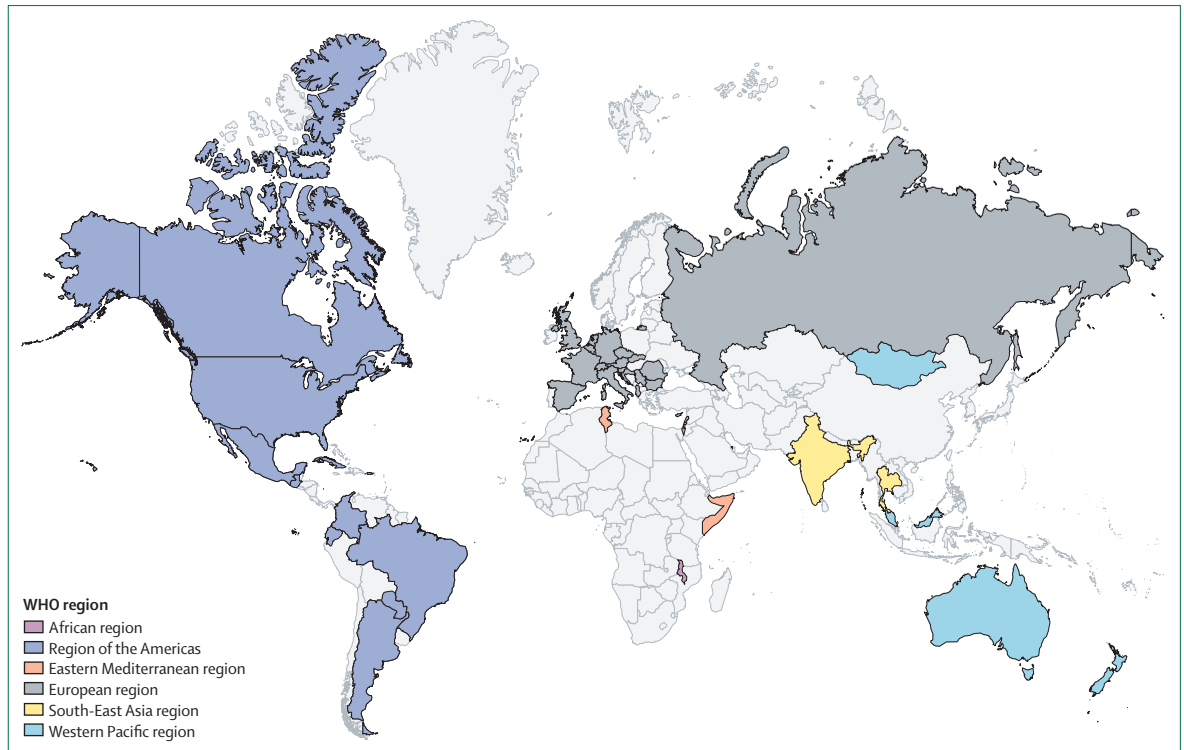 WHO region
African region
Region of the Americas
Eastern Mediterranean region
European region
South-East Asia region
Western Pacific region